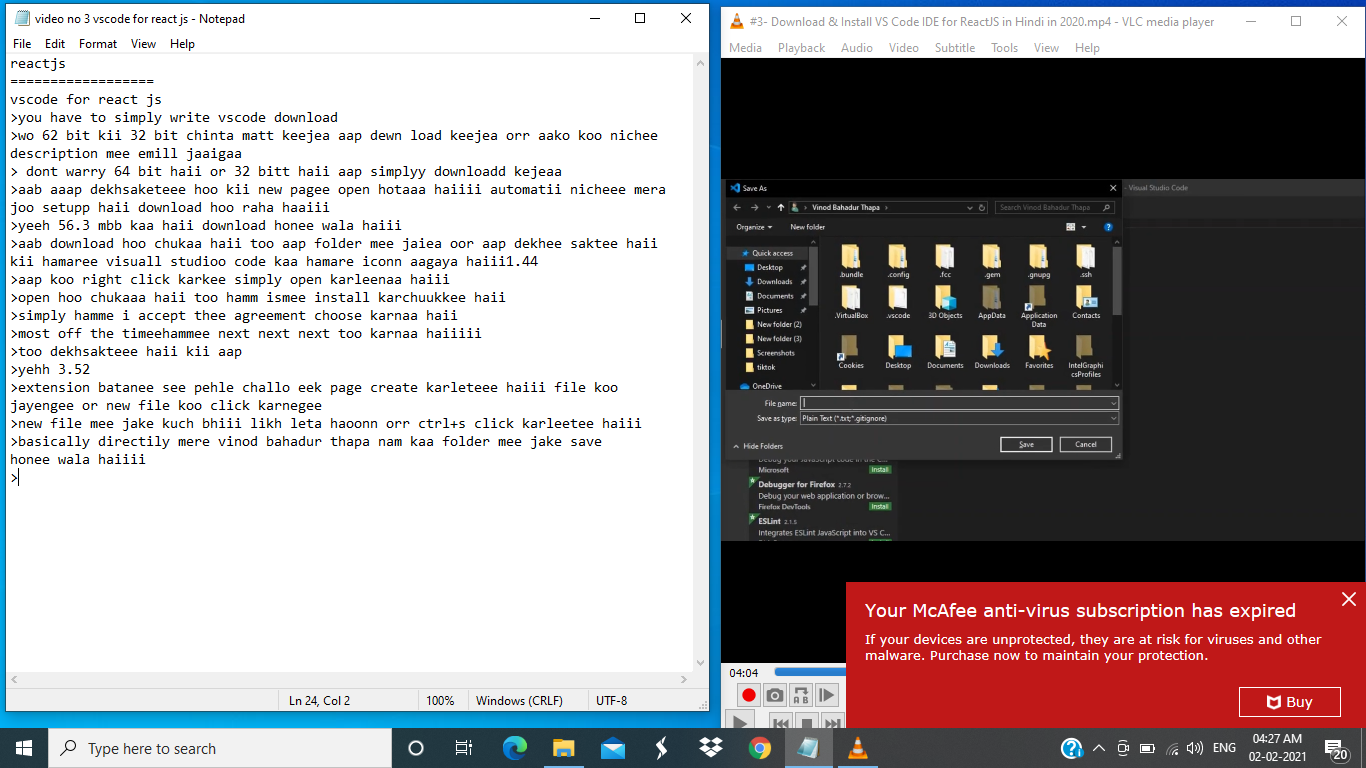 video no 3 vscode for react js - Notepad
File Edit Format View Help
reactjs
==================
vscode for react js
>you have to simply write vscode download
>wo 62 bit kii 32 bit chinta matt keejea aap dewn load keejea orr aako koo nichee
description mee emill jaaigaa
> dont warry 64 bit haii or 32 bitt haii aap simplyy downloadd kejeaa
>aab aaap dekhsaketeee hoo kii new pagee open hotaaa haiiii automatii nicheee mera
joo setupp haii download hoo raha haaiii
>yeeh 56.3 mbb kaa haii download honee wala haiii
>aab download hoo chukaa haii too aap folder mee jaiea oor aap dekhee saktee haii
kii hamaree visuall studioo code kaa hamare iconn aagaya haiii1.44
>aap koo right click karkee simply open karleenaa haiii
>open hoo chukaaa haii too hamm ismee install karchuukkee haii
>simply hamme i accept thee agreement choose karnaa haii
>most off the timeehammee next next next too karnaa haiiiii
>too dekhsakteee haii kii aap
>yehh 3.52
>extension batanee see pehle challo eek page create karleteee haiii file koo
jayengee or new file koo click karnegee
>new file mee jake kuch bhiii likh leta haoonn orr ctrl+s click karleetee haiii
>basically directily mere vinod bahadur thapa nam kaa folder mee jake save
honee wala haiiii
>
Ln 24, Col 2 100% Windows (CRLF) UTF-8
#3- Download & Install VS Code IDE for ReactJS in Hindi in 2020.mp4 - VLC media player
Media Playback Audio Video Subtitle Tools View Help
Save As
- Visual Studio Code
Vinod Bahadur Thapa
Search Vinod Bahadur Thapa
Organize New folder
Quick access
Desktop
Downloads
Documents
Pictures
New folder (2)
New folder (3)
Screenshots
tiktok
OneDrive
.bundle .config .fcc .gem .gnupg .ssh
.VirtualBox .vscode 3D Objects AppData Application Data Contacts
Cookies Desktop Documents Downloads Favorites IntelGraphicsProfiles
File name:
Save as type: Plain Text (*.txt;*.gitignore)
Hide Folders Save Cancel
Debug your JavaScript code in the C...
Microsoft Install
Debugger for Firefox 2.7.2
Debug your web application or brow...
Firefox DevTools Install
ESLint 2.1.5
Integrates ESLint JavaScript into VS C...
04:04
Your McAfee anti-virus subscription has expired
If your devices are unprotected, they are at risk for viruses and other
malware. Purchase now to maintain your protection.
Buy
Type here to search
ENG
04:27 AM
02-02-2021
20